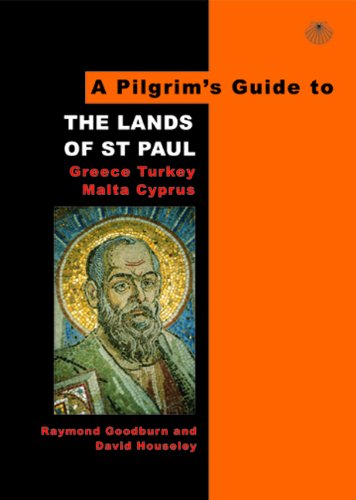 A Pilgrim's Guide to
THE LANDS
OF ST PAUL
Greece Turkey
Malta Cyprus
Raymond Goodburn and
David Houseley